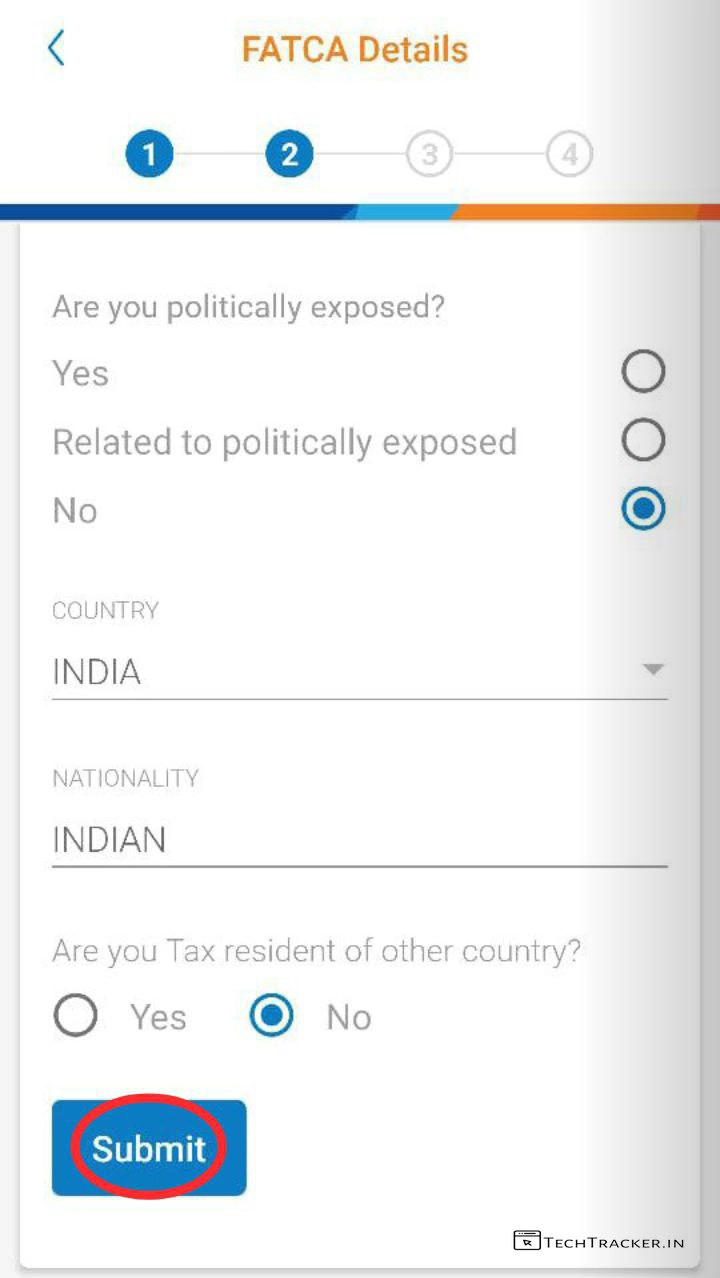 FATCA Details
1 2 3 4
Are you politically exposed?
Yes
Related to politically exposed
No
COUNTRY
INDIA
NATIONALITY
INDIAN
Are you Tax resident of other country?
Yes No
Submit
TECHTRACKER.IN